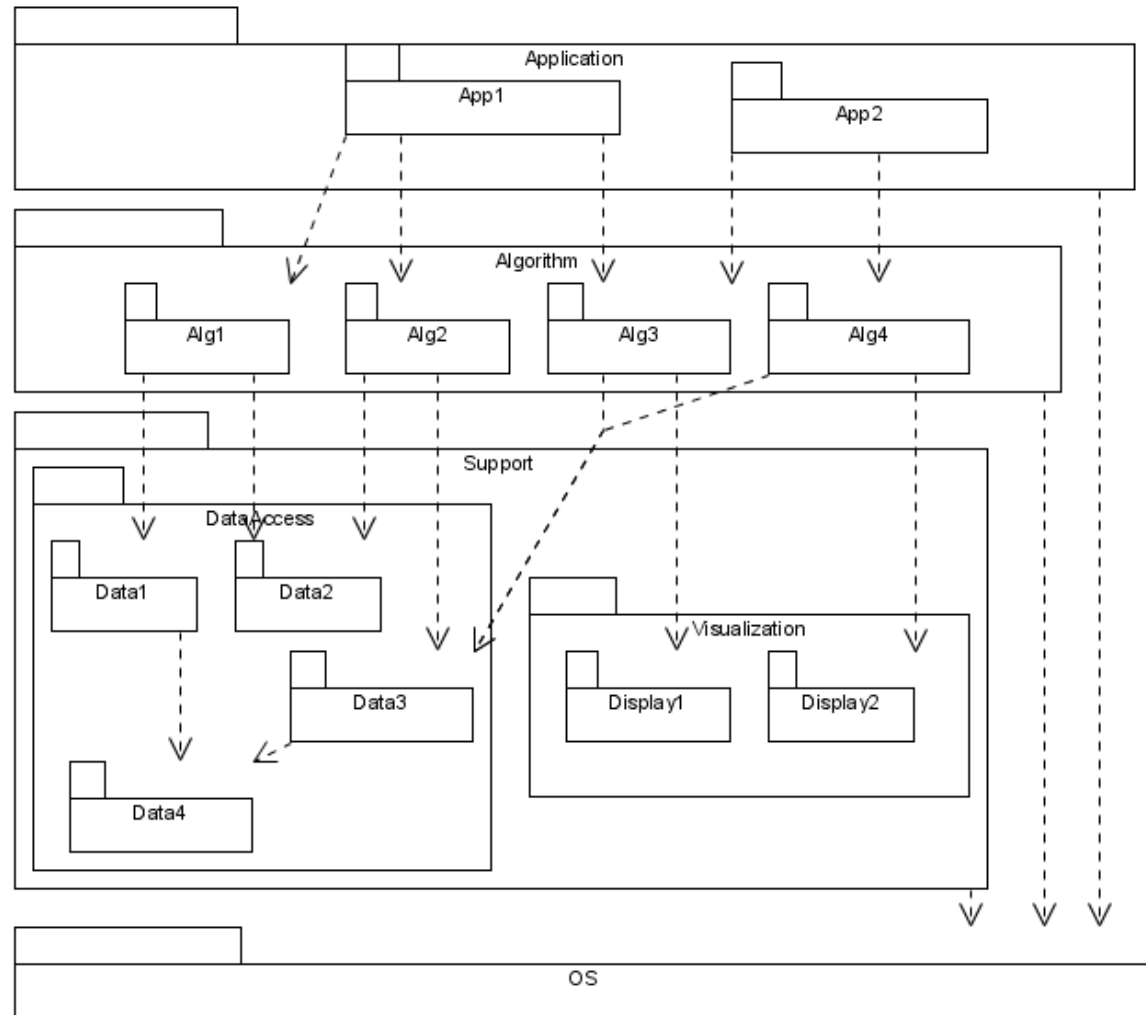 Application
App1
App2
Algorithm
Alg1
Alg2
Alg3
Alg4
Support
DataAccess
Data1
Data2
Visualization
Data3
Display1
Display2
Data4
OS